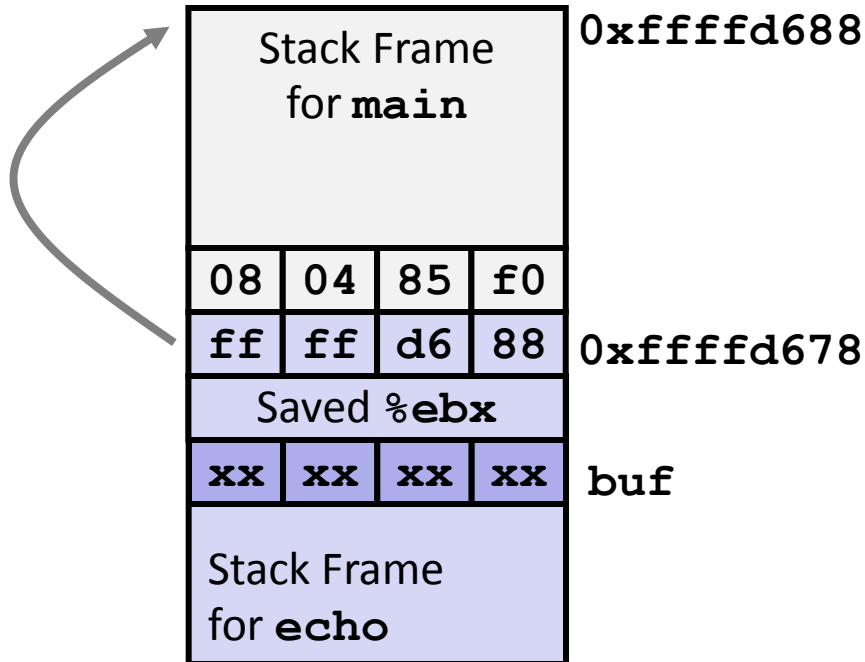 Stack Frame
for main
0xffffd688
08 04 85 f0
ff ff d6 88
0xffffd678
Saved %ebx
xx xx xx xx
buf
Stack Frame
for echo